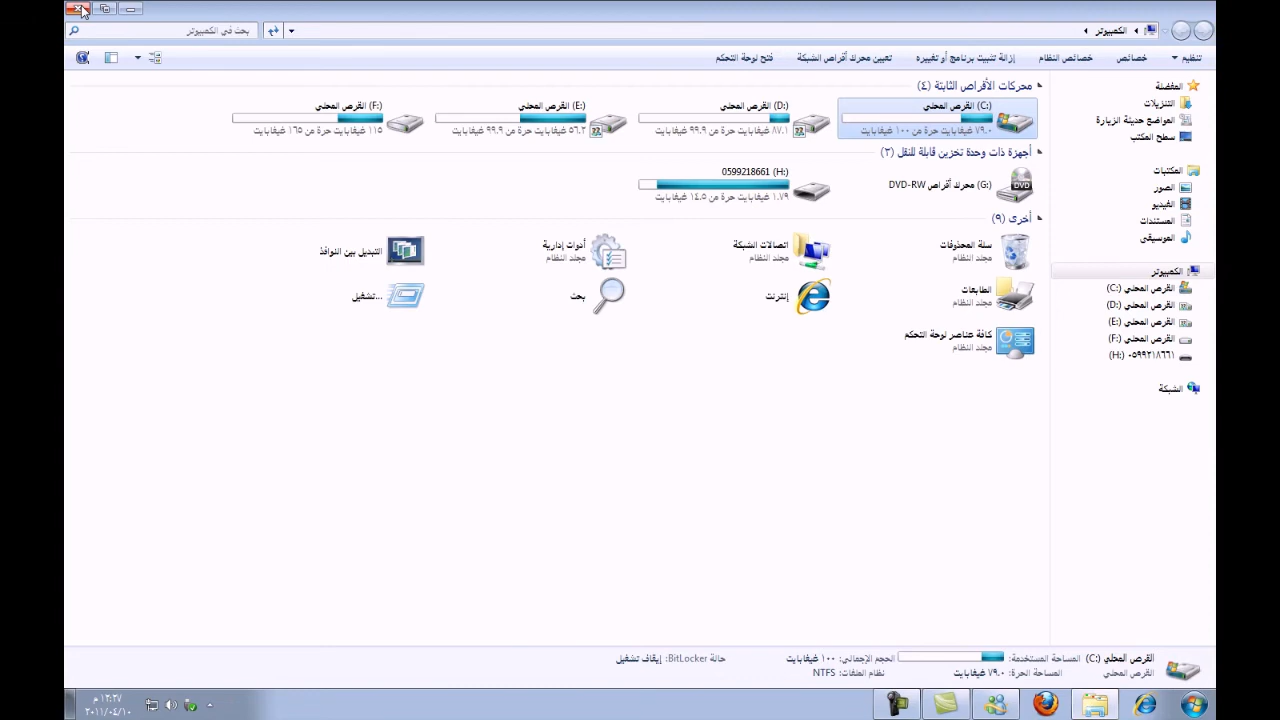 الكمبيوتر
بحث في الكمبيوتر
تنظيم
خصائص
خصائص النظام
إزالة تثبيت برنامج أو تغييره
تعيين محرك أقراص الشبكة
فتح لوحة التحكم
المفضلة
التنزيلات
المواضع حديثة الزيارة
سطح المكتب
المكتبات
الصور
الفيديو
المستندات
الموسيقى
الكمبيوتر
القرص المحلي (C:)
القرص المحلي (D:)
القرص المحلي (E:)
القرص المحلي (F:)
٠٥٩٩٢١٨٦٦١ (H:)
الشبكة
محركات الأقراص الثابتة (٤)
(C:) القرص المحلي
٧٩.٠ غيغابايت حرة من ١٠٠ غيغابايت
(D:) القرص المحلي
٨٧.١ غيغابايت حرة من ٩٩.٩ غيغابايت
(E:) القرص المحلي
٥٦.٢ غيغابايت حرة من ٩٩.٩ غيغابايت
(F:) القرص المحلي
١١٥ غيغابايت حرة من ١٦٥ غيغابايت
أجهزة ذات وحدة تخزين قابلة للنقل (٣)
(G:) محرك أقراص DVD-RW
0599218661 (H:)
١.٧٩ غيغابايت حرة من ١٤.٥ غيغابايت
أخرى (٩)
سلة المحذوفات
مجلد النظام
اتصالات الشبكة
مجلد النظام
أدوات إدارية
مجلد النظام
التبديل بين النوافذ
الطابعات
مجلد النظام
إنترنت
بحث
تشغيل...
كافة عناصر لوحة التحكم
مجلد النظام
القرص المحلي (C:)
القرص المحلي
المساحة المستخدمة:
المساحة الحرة: ٧٩.٠ غيغابايت
الحجم الإجمالي: ١٠٠ غيغابايت
نظام الملفات: NTFS
حالة BitLocker: إيقاف تشغيل
١٢:٢٧ م
٢٠١١/٠٤/١٠